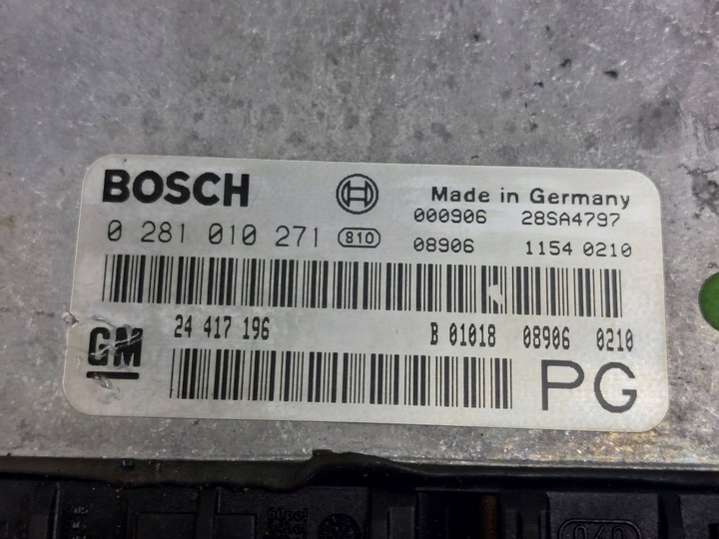 BOSCH
Made in Germany
000906 28SA4797
0 281 010 271 810
08906 1154 0210
GM
24 417 196 B 01018 08906 0210
PG